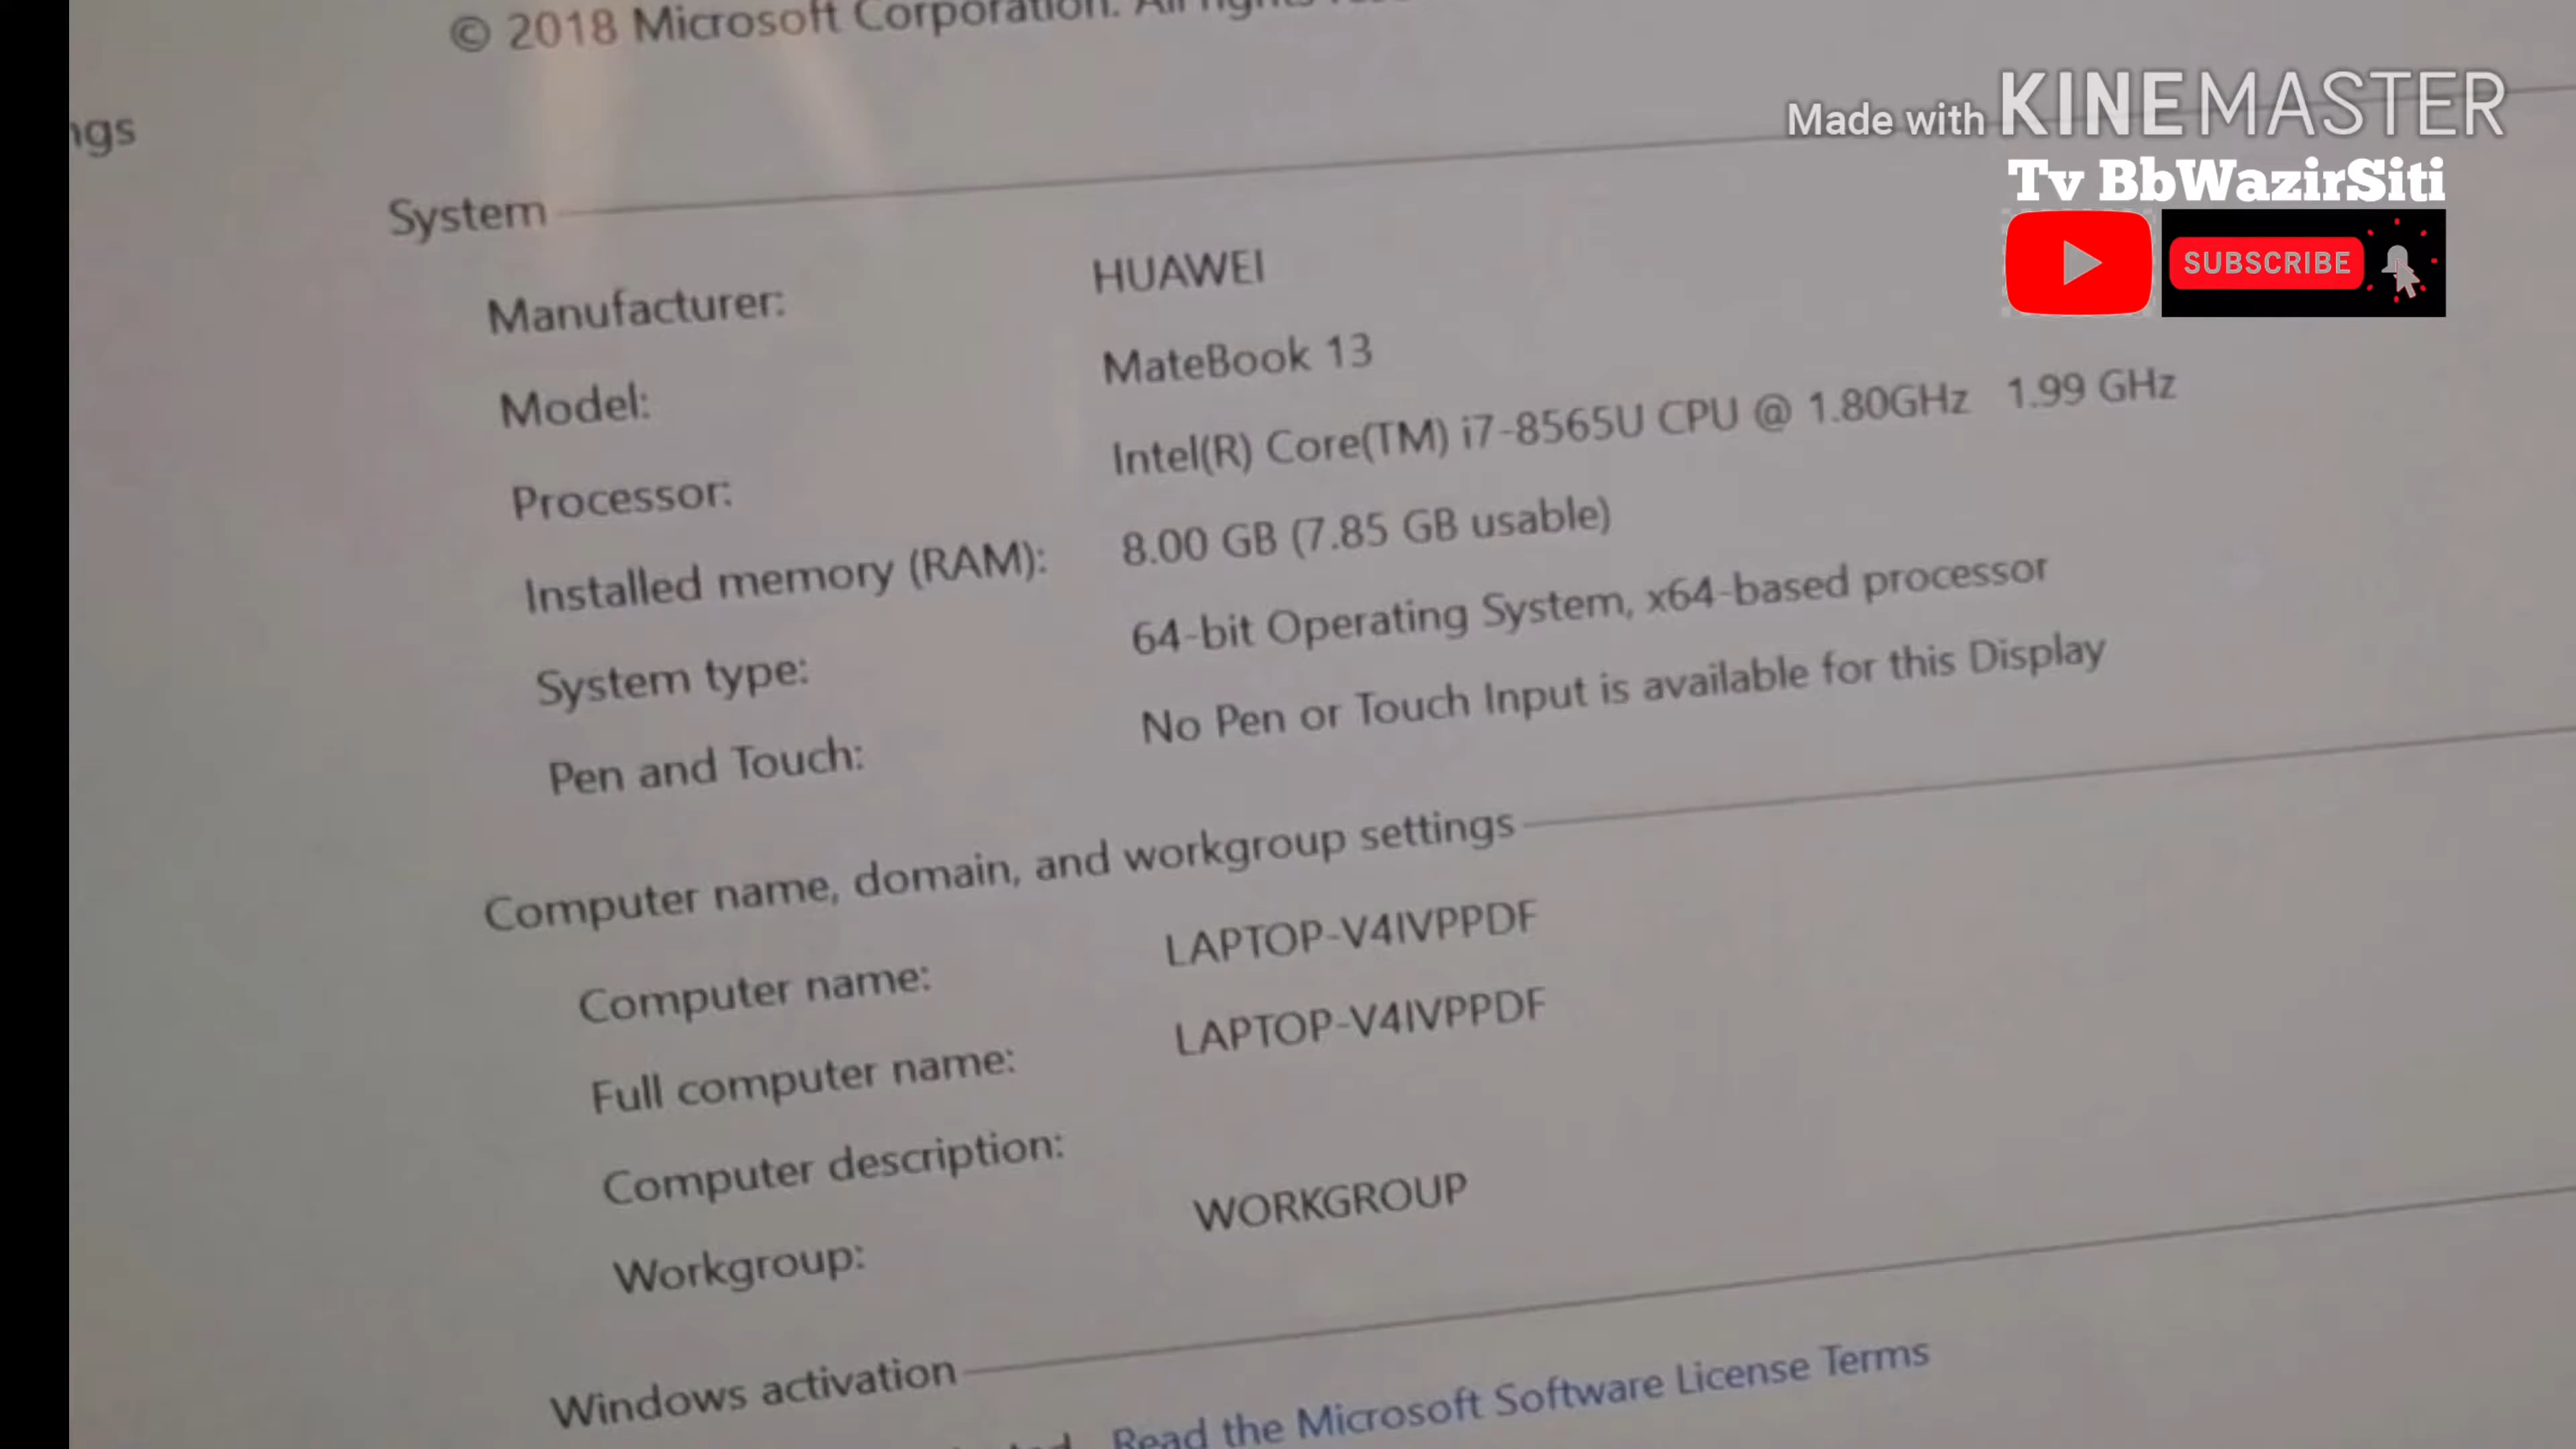 © 2018 Microsoft Corporation. All rights
Made with KINEMASTER
Tv BbWazirSiti
SUBSCRIBE
System
Manufacturer: HUAWEI
Model: MateBook 13
Processor: Intel(R) Core(TM) i7-8565U CPU @ 1.80GHz 1.99 GHz
Installed memory (RAM): 8.00 GB (7.85 GB usable)
System type: 64-bit Operating System, x64-based processor
Pen and Touch: No Pen or Touch Input is available for this Display
Computer name, domain, and workgroup settings
Computer name: LAPTOP-V4IVPPDF
Full computer name: LAPTOP-V4IVPPDF
Computer description:
Workgroup: WORKGROUP
Windows activation
Read the Microsoft Software License Terms